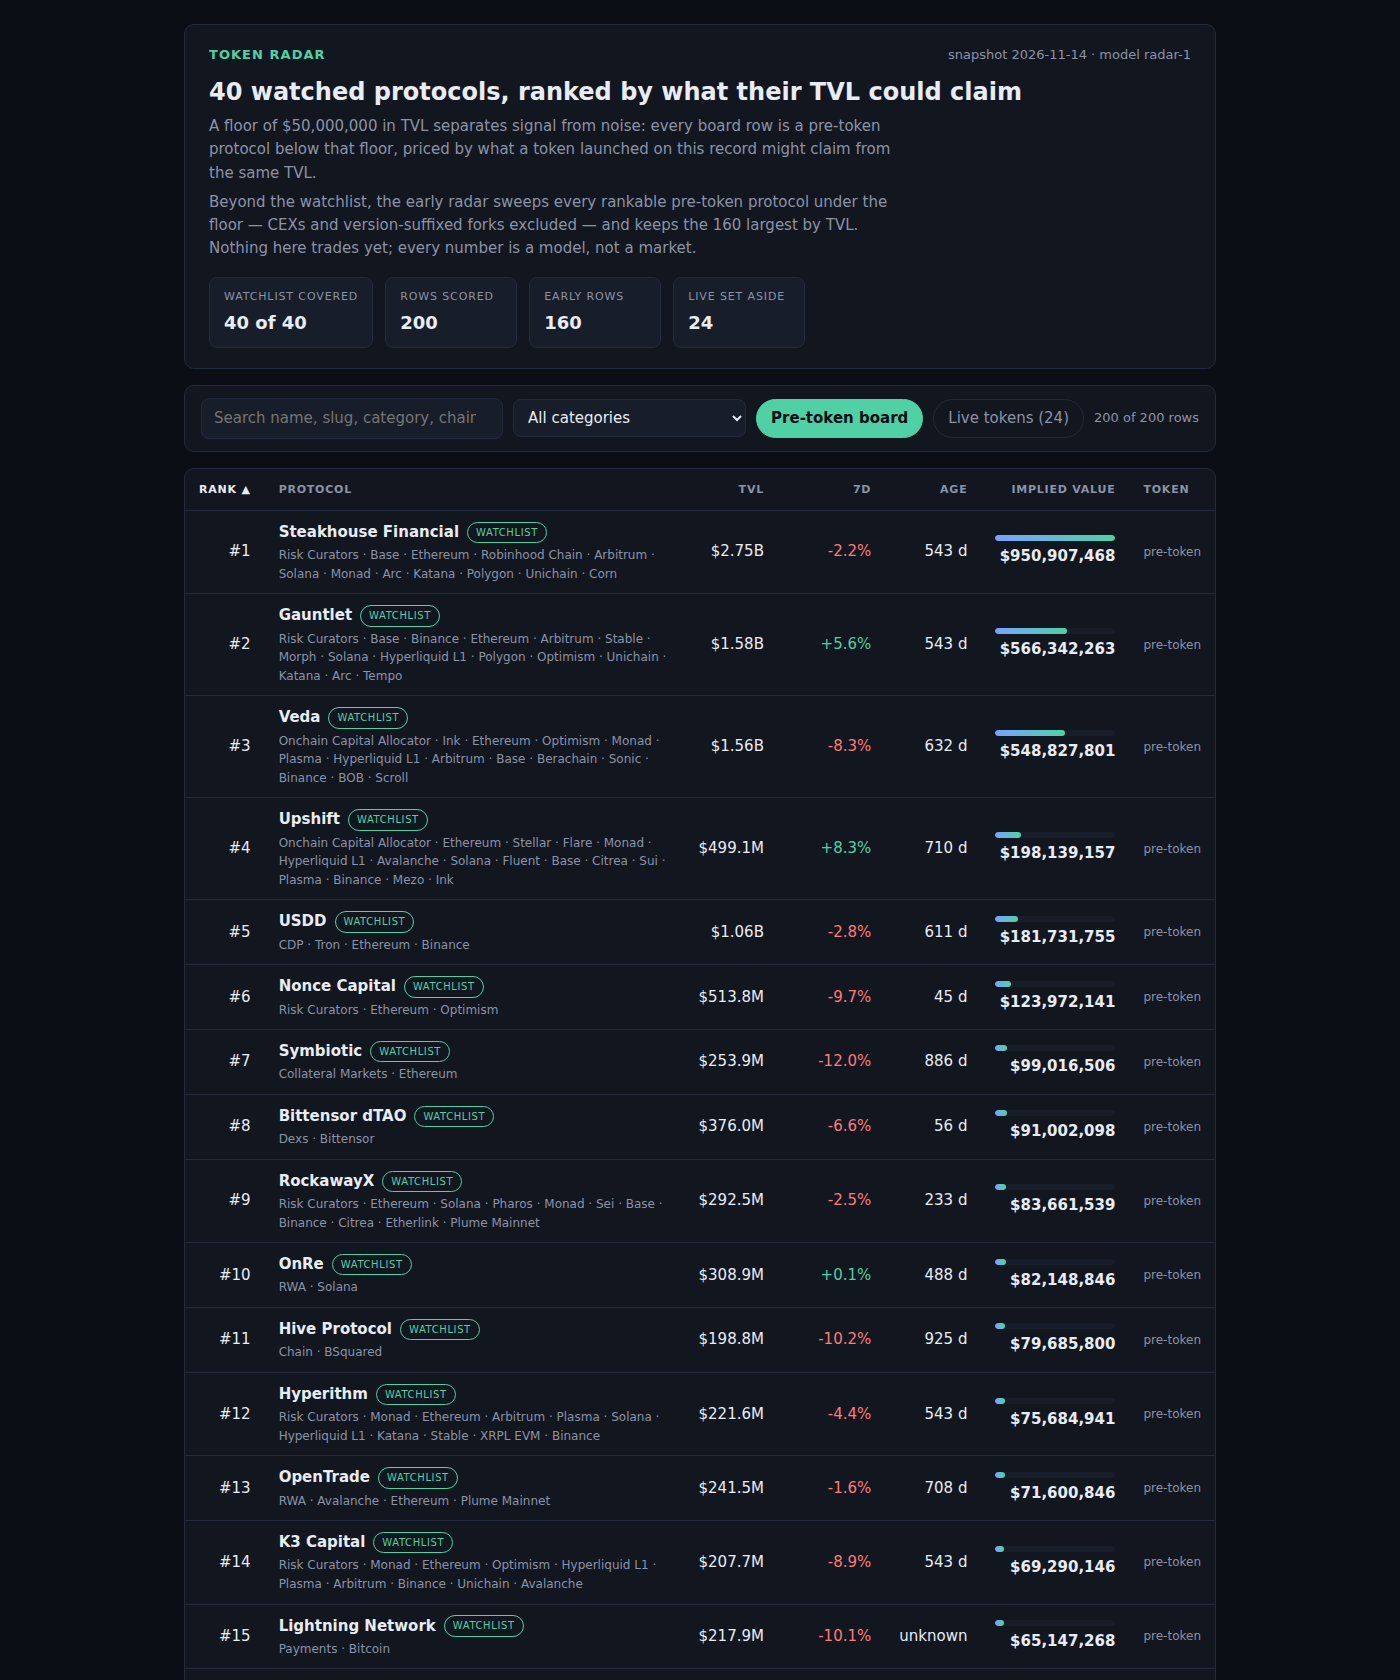 TOKEN RADAR
snapshot 2026-11-14 · model radar-1
40 watched protocols, ranked by what their TVL could claim
A floor of $50,000,000 in TVL separates signal from noise: every board row is a pre-token
protocol below that floor, priced by what a token launched on this record might claim from
the same TVL.
Beyond the watchlist, the early radar sweeps every rankable pre-token protocol under the
floor — CEXs and version-suffixed forks excluded — and keeps the 160 largest by TVL.
Nothing here trades yet; every number is a model, not a market.
WATCHLIST COVERED
40 of 40
ROWS SCORED
200
EARLY ROWS
160
LIVE SET ASIDE
24
Search name, slug, category, chair
All categories
Pre-token board
Live tokens (24)
200 of 200 rows
RANK ▲ PROTOCOL TVL 7D AGE IMPLIED VALUE TOKEN
#1 Steakhouse Financial WATCHLIST $2.75B -2.2% 543 d $950,907,468 pre-token
Risk Curators · Base · Ethereum · Robinhood Chain · Arbitrum ·
Solana · Monad · Arc · Katana · Polygon · Unichain · Corn
#2 Gauntlet WATCHLIST $1.58B +5.6% 543 d $566,342,263 pre-token
Risk Curators · Base · Binance · Ethereum · Arbitrum · Stable ·
Morph · Solana · Hyperliquid L1 · Polygon · Optimism · Unichain ·
Katana · Arc · Tempo
#3 Veda WATCHLIST $1.56B -8.3% 632 d $548,827,801 pre-token
Onchain Capital Allocator · Ink · Ethereum · Optimism · Monad ·
Plasma · Hyperliquid L1 · Arbitrum · Base · Berachain · Sonic ·
Binance · BOB · Scroll
#4 Upshift WATCHLIST $499.1M +8.3% 710 d $198,139,157 pre-token
Onchain Capital Allocator · Ethereum · Stellar · Flare · Monad ·
Hyperliquid L1 · Avalanche · Solana · Fluent · Base · Citrea · Sui ·
Plasma · Binance · Mezo · Ink
#5 USDD WATCHLIST $1.06B -2.8% 611 d $181,731,755 pre-token
CDP · Tron · Ethereum · Binance
#6 Nonce Capital WATCHLIST $513.8M -9.7% 45 d $123,972,141 pre-token
Risk Curators · Ethereum · Optimism
#7 Symbiotic WATCHLIST $253.9M -12.0% 886 d $99,016,506 pre-token
Collateral Markets · Ethereum
#8 Bittensor dTAO WATCHLIST $376.0M -6.6% 56 d $91,002,098 pre-token
Dexs · Bittensor
#9 RockawayX WATCHLIST $292.5M -2.5% 233 d $83,661,539 pre-token
Risk Curators · Ethereum · Solana · Pharos · Monad · Sei · Base ·
Binance · Citrea · Etherlink · Plume Mainnet
#10 OnRe WATCHLIST $308.9M +0.1% 488 d $82,148,846 pre-token
RWA · Solana
#11 Hive Protocol WATCHLIST $198.8M -10.2% 925 d $79,685,800 pre-token
Chain · BSquared
#12 Hyperithm WATCHLIST $221.6M -4.4% 543 d $75,684,941 pre-token
Risk Curators · Monad · Ethereum · Arbitrum · Plasma · Solana ·
Hyperliquid L1 · Katana · Stable · XRPL EVM · Binance
#13 OpenTrade WATCHLIST $241.5M -1.6% 708 d $71,600,846 pre-token
RWA · Avalanche · Ethereum · Plume Mainnet
#14 K3 Capital WATCHLIST $207.7M -8.9% 543 d $69,290,146 pre-token
Risk Curators · Monad · Ethereum · Optimism · Hyperliquid L1 ·
Plasma · Arbitrum · Binance · Unichain · Avalanche
#15 Lightning Network WATCHLIST $217.9M -10.1% unknown $65,147,268 pre-token
Payments · Bitcoin